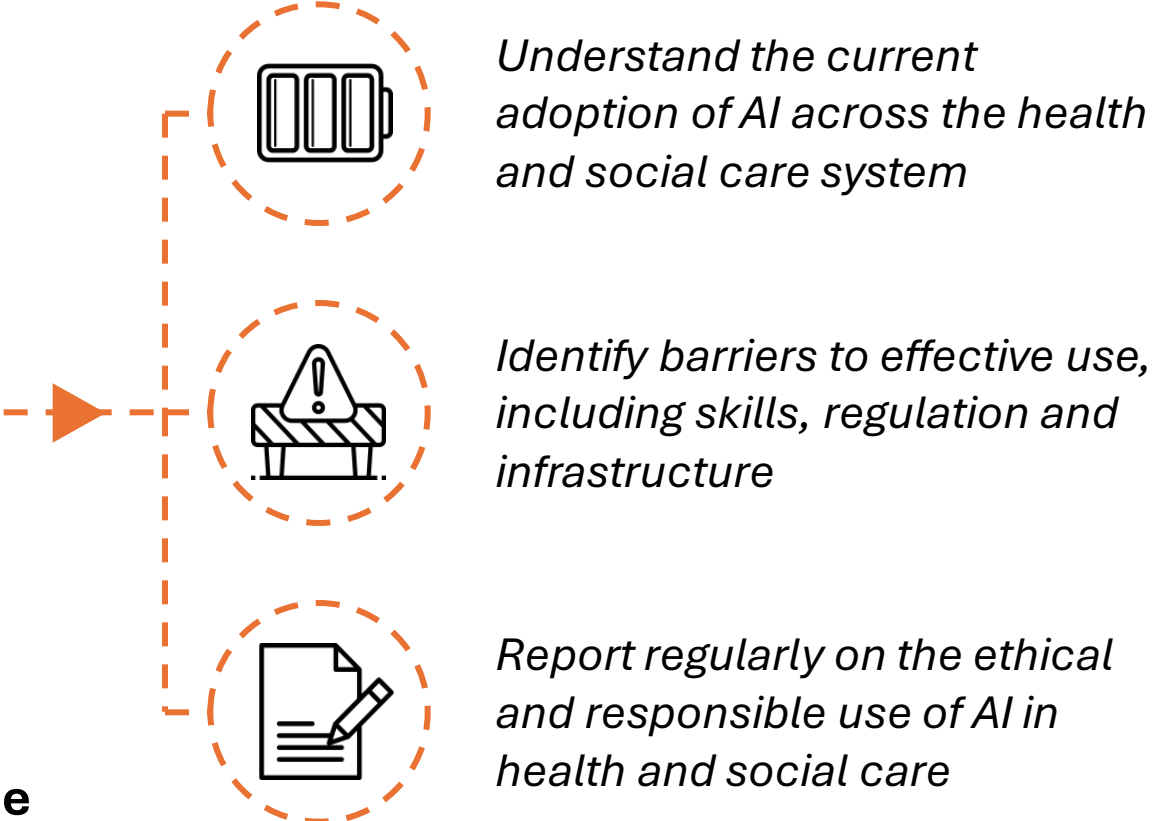 Understand the current
adoption of AI across the health
and social care system
Identify barriers to effective use,
including skills, regulation and
infrastructure
Report regularly on the ethical
and responsible use of AI in
health and social care
e